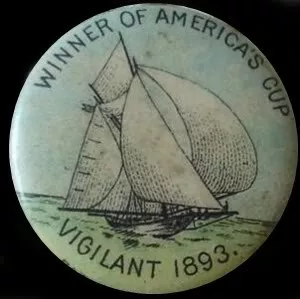 WINNER OF AMERICA'S CUP
VIGILANT 1893.